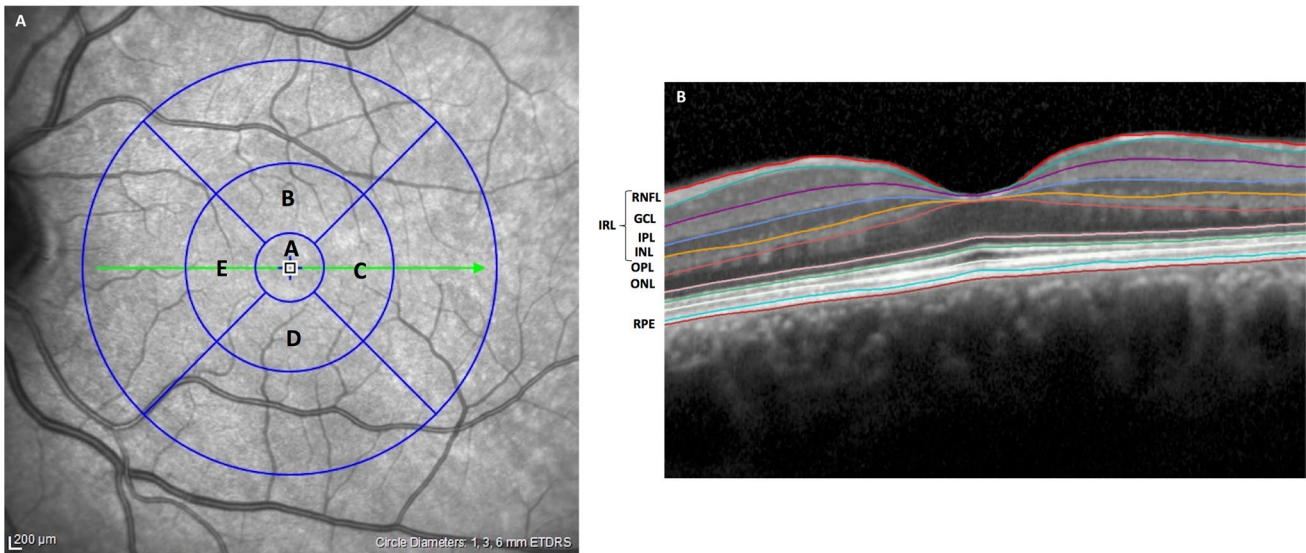 A
B
A
E
C
D
200 µm
Circle Diameters: 1, 3, 6 mm ETDRS
B
IRL
RNFL
GCL
IPL
INL
OPL
ONL
RPE